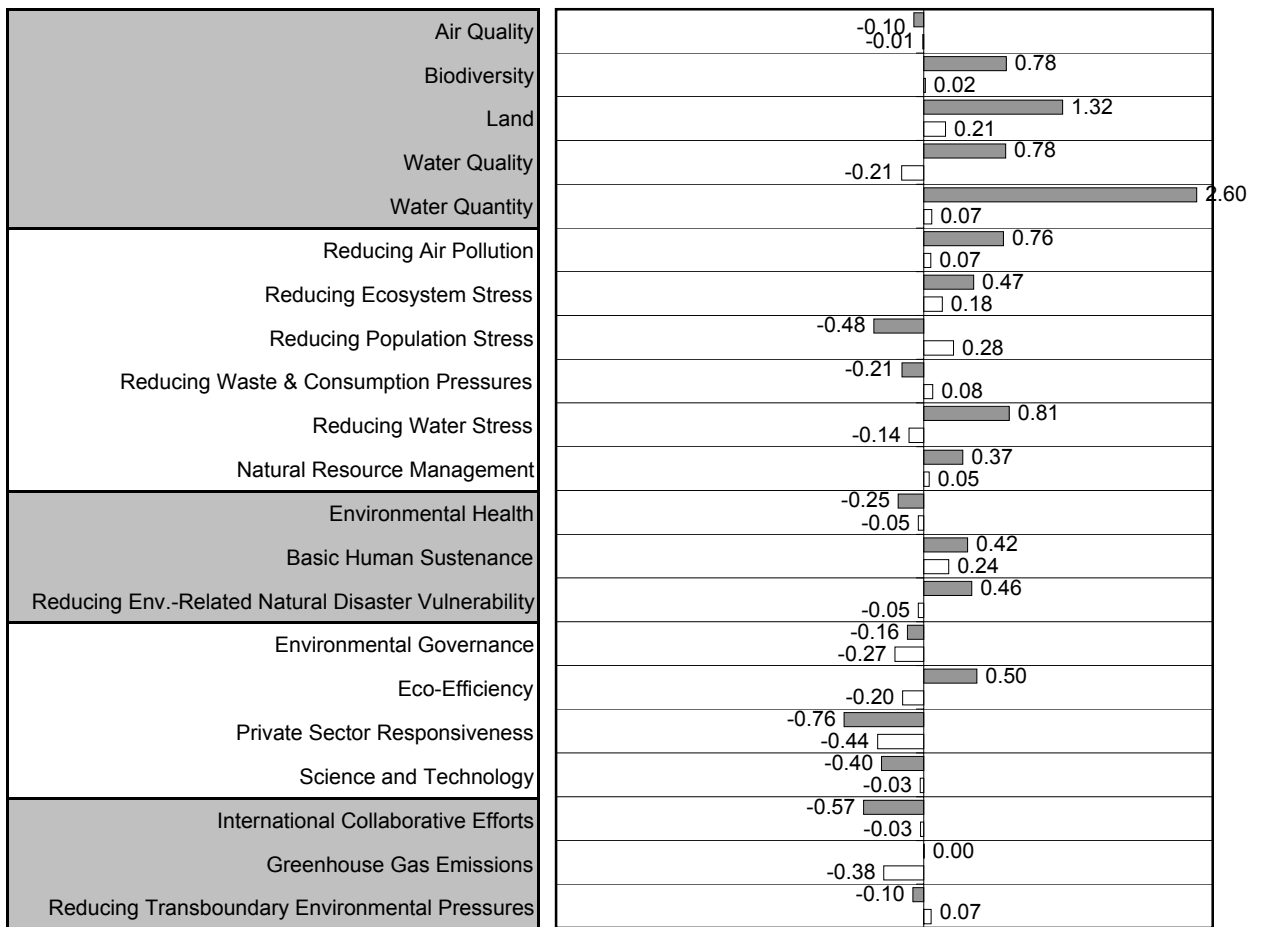 Air Quality
-0.10
-0.01
Biodiversity
0.78
0.02
Land
1.32
0.21
Water Quality
0.78
-0.21
Water Quantity
2.60
0.07
Reducing Air Pollution
0.76
0.07
Reducing Ecosystem Stress
0.47
0.18
Reducing Population Stress
-0.48
0.28
Reducing Waste & Consumption Pressures
-0.21
0.08
Reducing Water Stress
0.81
-0.14
Natural Resource Management
0.37
0.05
Environmental Health
-0.25
-0.05
Basic Human Sustenance
0.42
0.24
Reducing Env.-Related Natural Disaster Vulnerability
0.46
-0.05
Environmental Governance
-0.16
-0.27
Eco-Efficiency
0.50
-0.20
Private Sector Responsiveness
-0.76
-0.44
Science and Technology
-0.40
-0.03
International Collaborative Efforts
-0.57
-0.03
Greenhouse Gas Emissions
0.00
-0.38
Reducing Transboundary Environmental Pressures
-0.10
0.07